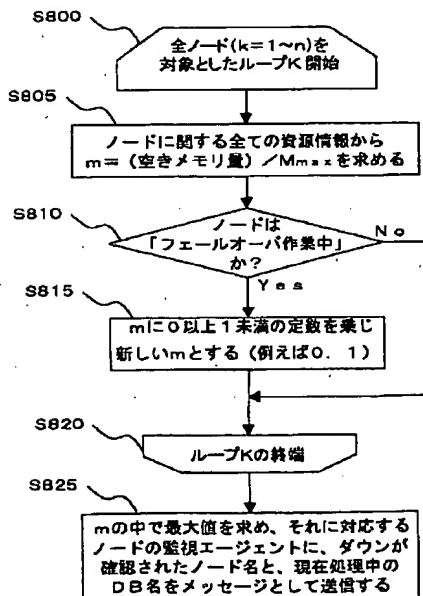 S800
全ノード(k=1~n)を
対象としたループK開始
S805
ノードに関する全ての資源情報から
m=(空きメモリ量)/Mmaxを求める
S810
ノードは
「フェールオーバ作業中」
か?
No
Yes
S815
mに0以上1未満の定数を乗じ
新しいmとする(例えば0.1)
S820
ループKの終端
S825
mの中で最大値を求め、それに対応する
ノードの監視エージェントに、ダウンが
確認されたノード名と、現在処理中の
DB名をメッセージとして送信する